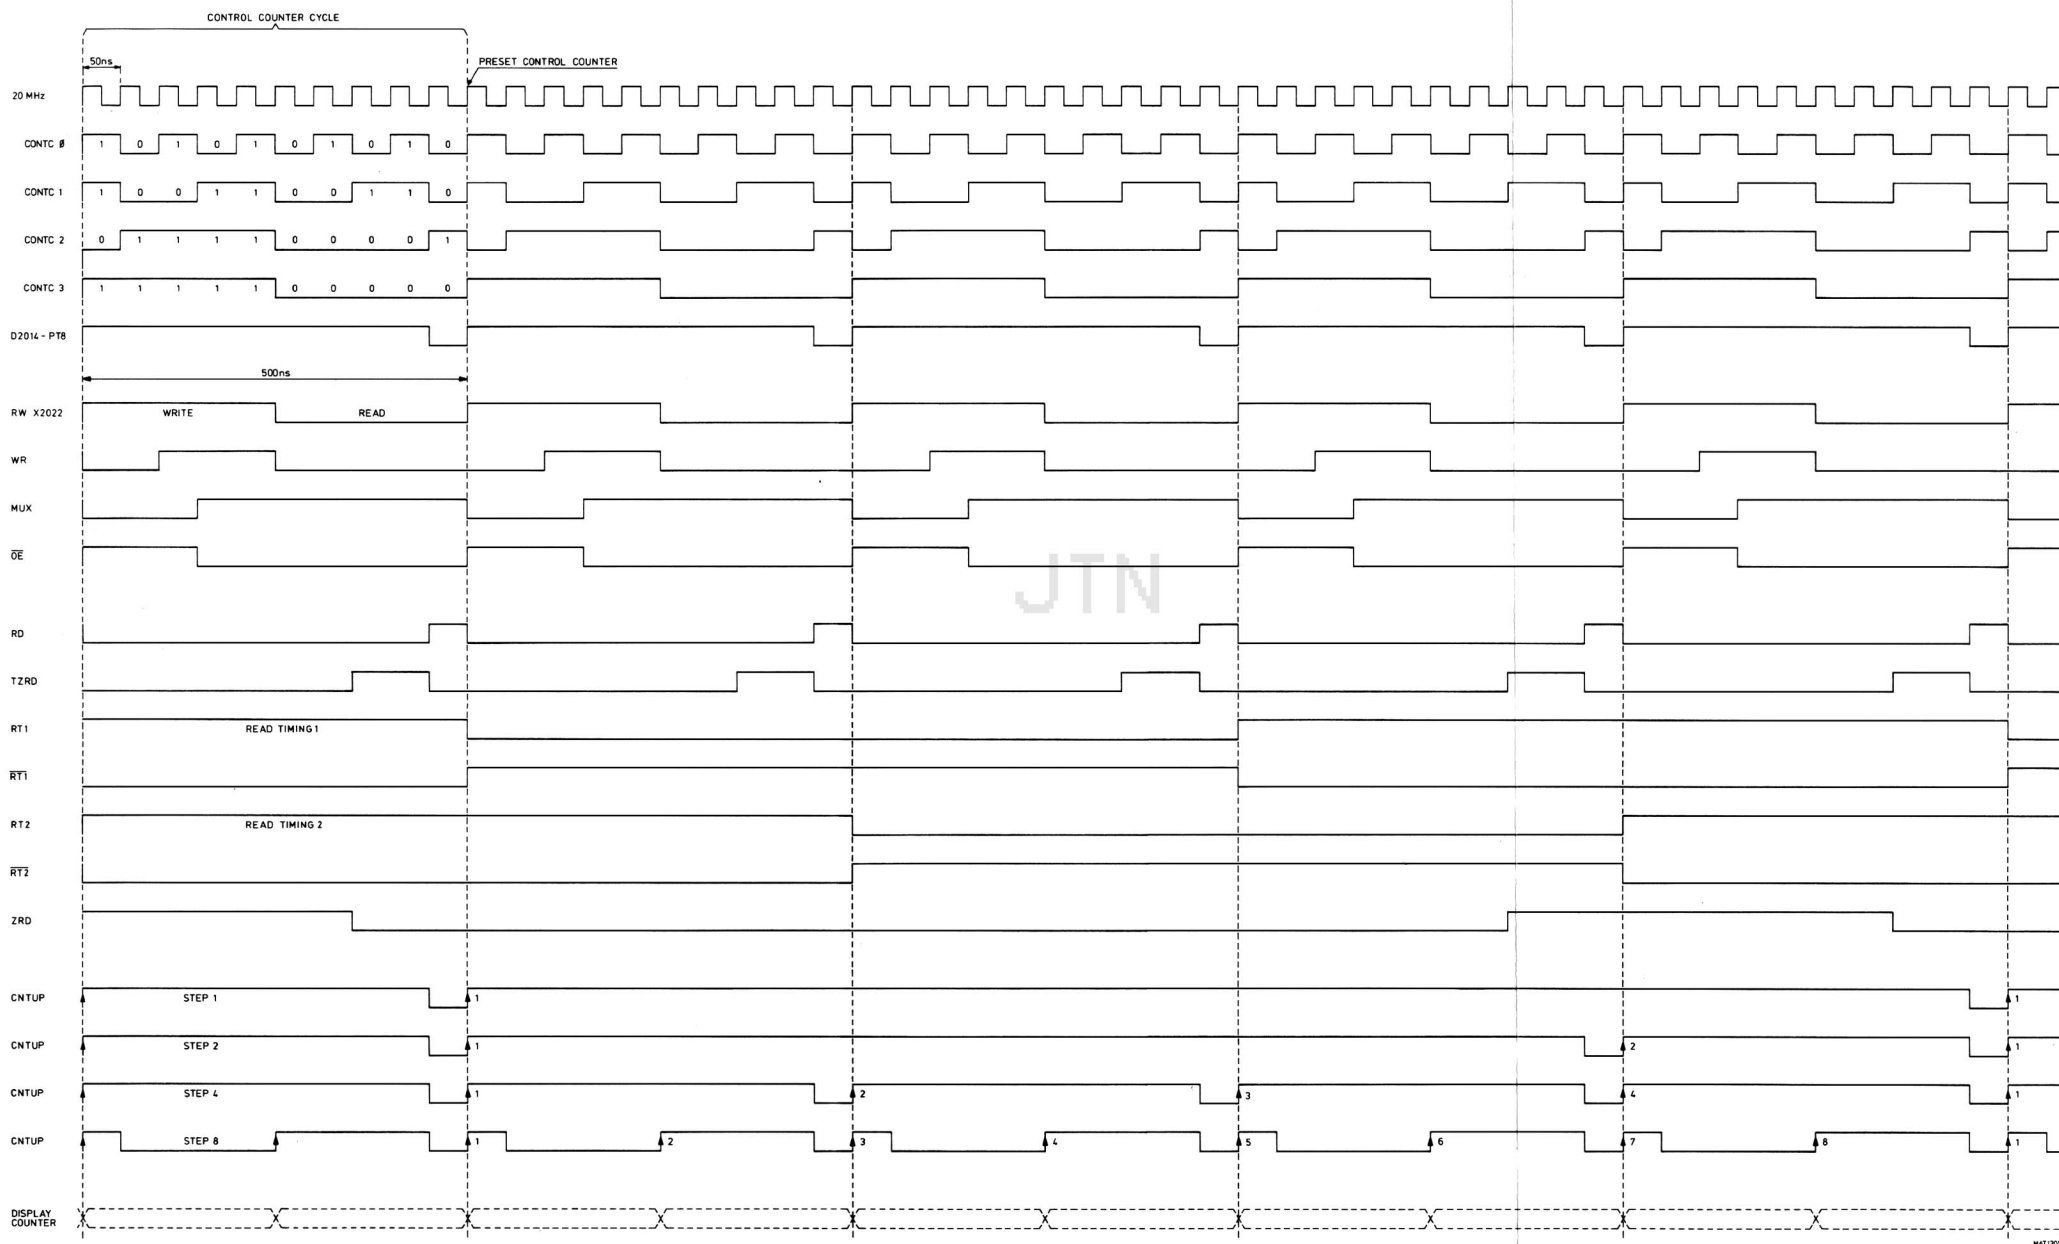 CONTROL COUNTER CYCLE
50ns
PRESET CONTROL COUNTER
20 MHz
CONTC Ø 1 0 1 0 1 0 1 0 1 0
CONTC 1 1 0 0 1 1 0 0 1 1 0
CONTC 2 0 1 1 1 1 0 0 0 0 1
CONTC 3 1 1 1 1 1 0 0 0 0 0
D2014-PT8
500ns
RW X2022 WRITE READ
WR
MUX
O̅E̅
JTN
RD
TZRD
RT1 READ TIMING 1
R̅T̅1̅
RT2 READ TIMING 2
R̅T̅2̅
ZRD
CNTUP STEP 1 1 1
CNTUP STEP 2 1 2 1
CNTUP STEP 4 1 2 3 4 1
CNTUP STEP 8 1 2 3 4 5 6 7 8 1
DISPLAY
COUNTER